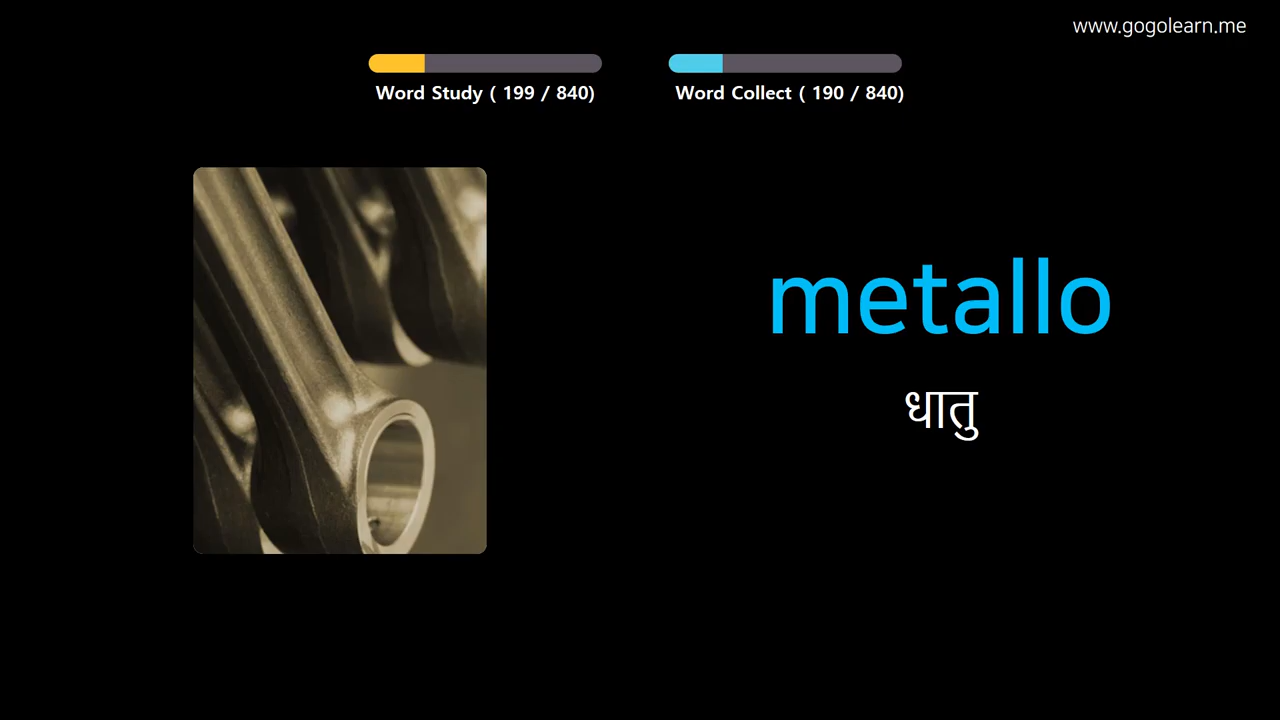 www.gogolearn.me
Word Study ( 199 / 840)
Word Collect ( 190 / 840)
metallo
धातु